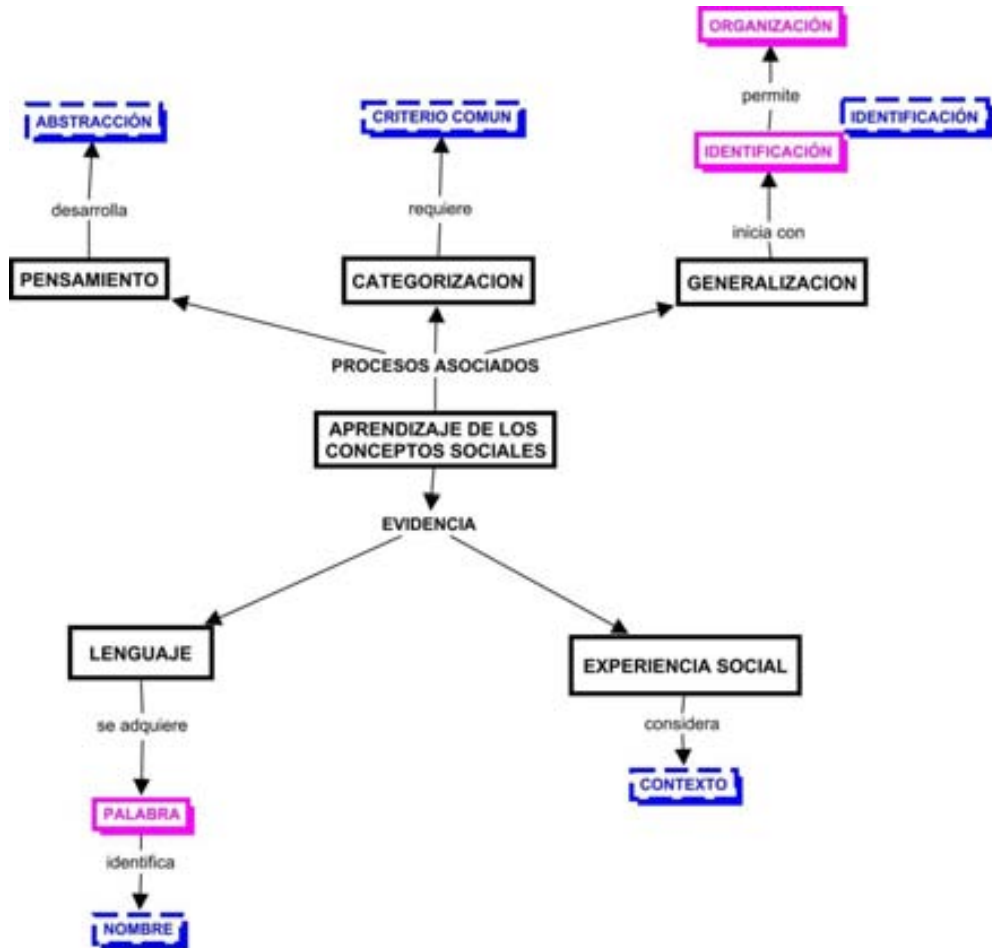 ORGANIZACIÓN
permite
ABSTRACCIÓN
CRITERIO COMUN
IDENTIFICACIÓN
IDENTIFICACIÓN
desarrolla
requiere
inicia con
PENSAMIENTO
CATEGORIZACION
GENERALIZACION
PROCESOS ASOCIADOS
APRENDIZAJE DE LOS
CONCEPTOS SOCIALES
EVIDENCIA
LENGUAJE
EXPERIENCIA SOCIAL
se adquiere
considera
CONTEXTO
PALABRA
identifica
NOMBRE